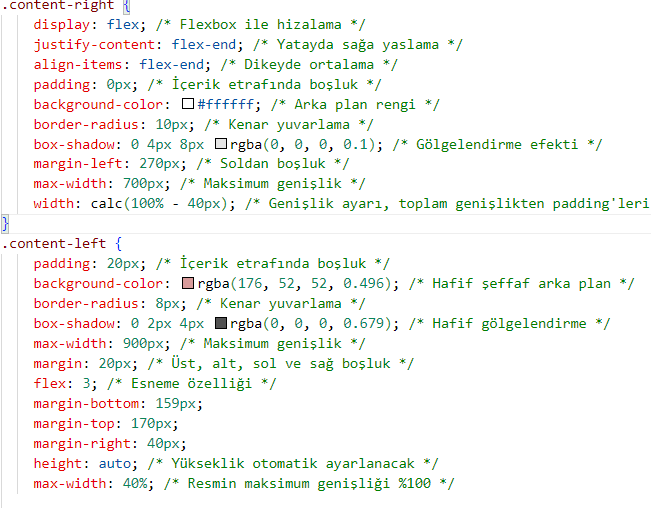 .content-right {
display: flex; /* Flexbox ile hizalama */
justify-content: flex-end; /* Yatayda sağa yaslama */
align-items: flex-end; /* Dikeyde ortalama */
padding: 0px; /* İçerik etrafında boşluk */
background-color: #ffffff; /* Arka plan rengi */
border-radius: 10px; /* Kenar yuvarlama */
box-shadow: 0 4px 8px rgba(0, 0, 0, 0.1); /* Gölgelendirme efekti */
margin-left: 270px; /* Soldan boşluk */
max-width: 700px; /* Maksimum genişlik */
width: calc(100% - 40px); /* Genişlik ayarı, toplam genişlikten padding'leri
}
.content-left {
padding: 20px; /* İçerik etrafında boşluk */
background-color: rgba(176, 52, 52, 0.496); /* Hafif şeffaf arka plan */
border-radius: 8px; /* Kenar yuvarlama */
box-shadow: 0 2px 4px rgba(0, 0, 0, 0.679); /* Hafif gölgelendirme */
max-width: 900px; /* Maksimum genişlik */
margin: 20px; /* Üst, alt, sol ve sağ boşluk */
flex: 3; /* Esneme özelliği */
margin-bottom: 159px;
margin-top: 170px;
margin-right: 40px;
height: auto; /* Yükseklik otomatik ayarlanacak */
max-width: 40%; /* Resmin maksimum genişliği %100 */